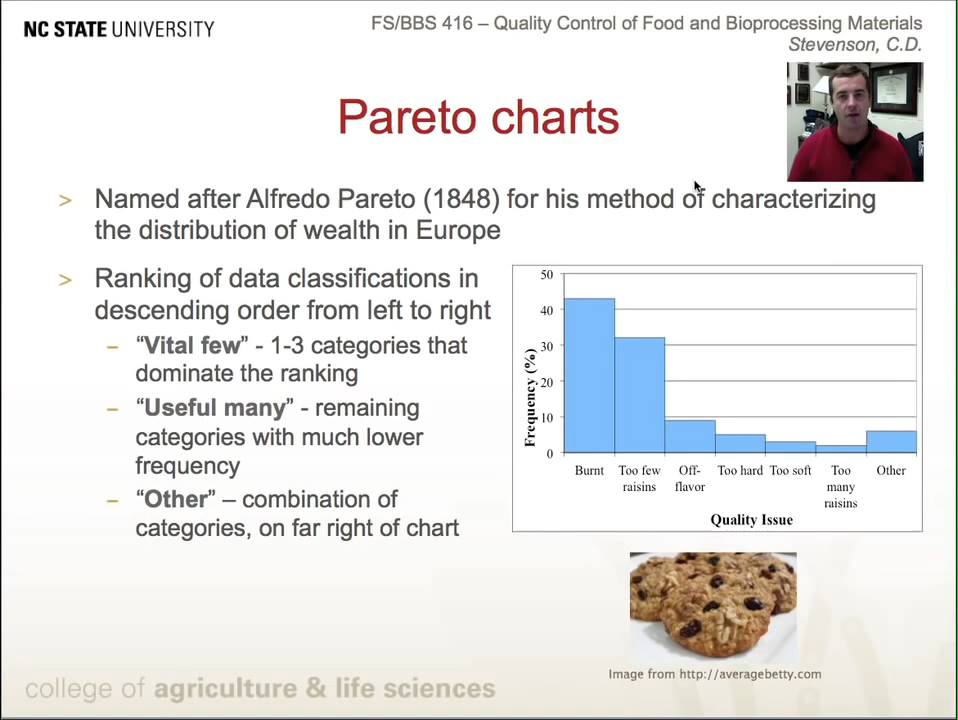 NC STATE UNIVERSITY
FS/BBS 416 – Quality Control of Food and Bioprocessing Materials
Stevenson, C.D.
Pareto charts
> Named after Alfredo Pareto (1848) for his method of characterizing
the distribution of wealth in Europe
> Ranking of data classifications in
descending order from left to right
– “Vital few” - 1-3 categories that
dominate the ranking
– “Useful many” - remaining
categories with much lower
frequency
– “Other” – combination of
categories, on far right of chart
50
40
30
20
10
0
Frequency (%)
Burnt
Too few
raisins
Off-
flavor
Too hard
Too soft
Too
many
raisins
Other
Quality Issue
Image from http://averagebetty.com
college of agriculture & life sciences